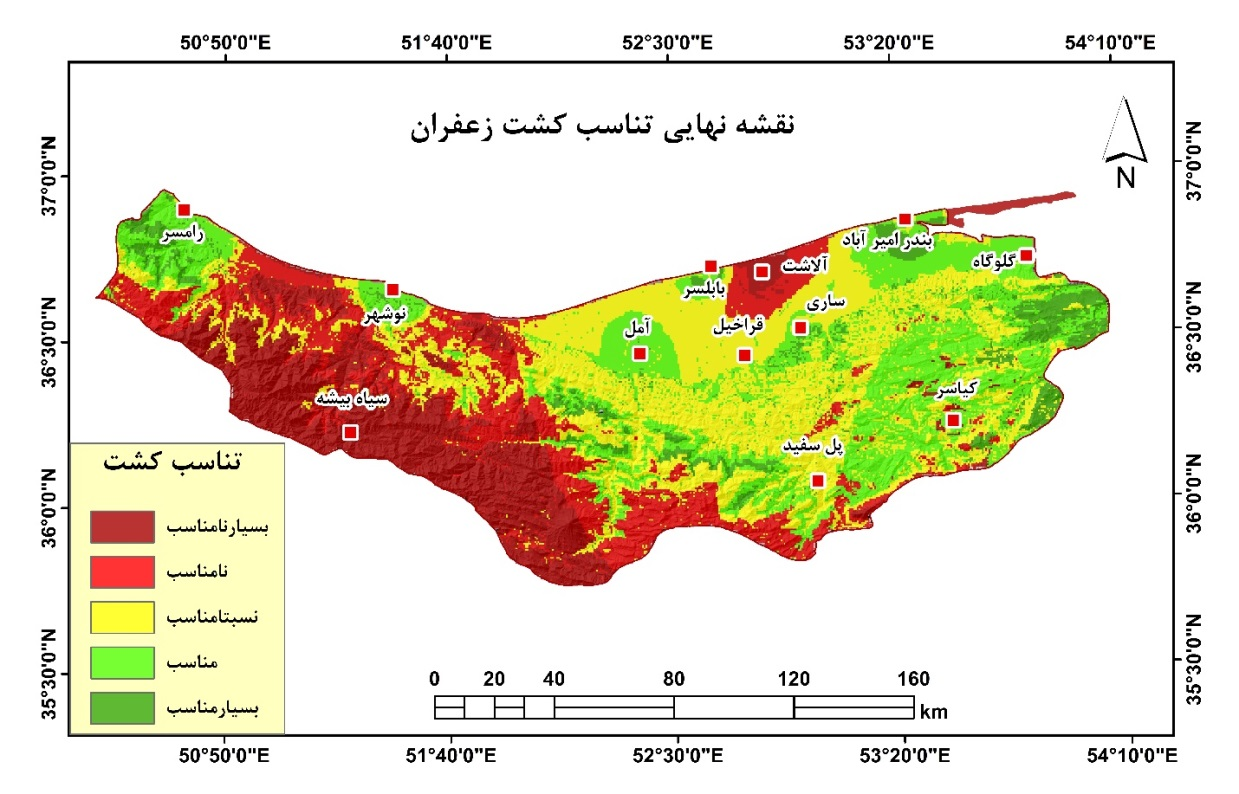 50°50'0"E 51°40'0"E 52°30'0"E 53°20'0"E 54°10'0"E
نقشه نهایی تناسب کشت زعفران
N
37°0'0"N
36°30'0"N
36°0'0"N
35°30'0"N
37°0'0"N
36°30'0"N
36°0'0"N
35°30'0"N
رامسر
نوشهر
سیاه بیشه
آمل
بابلسر
آلاشت
قراخیل
ساری
بندر امیر آباد
گلوگاه
کیاسر
پل سفید
تناسب کشت
بسیارنامناسب
نامناسب
نسبتامناسب
مناسب
بسیارمناسب
0 20 40 80 120 160
km
50°50'0"E 51°40'0"E 52°30'0"E 53°20'0"E 54°10'0"E